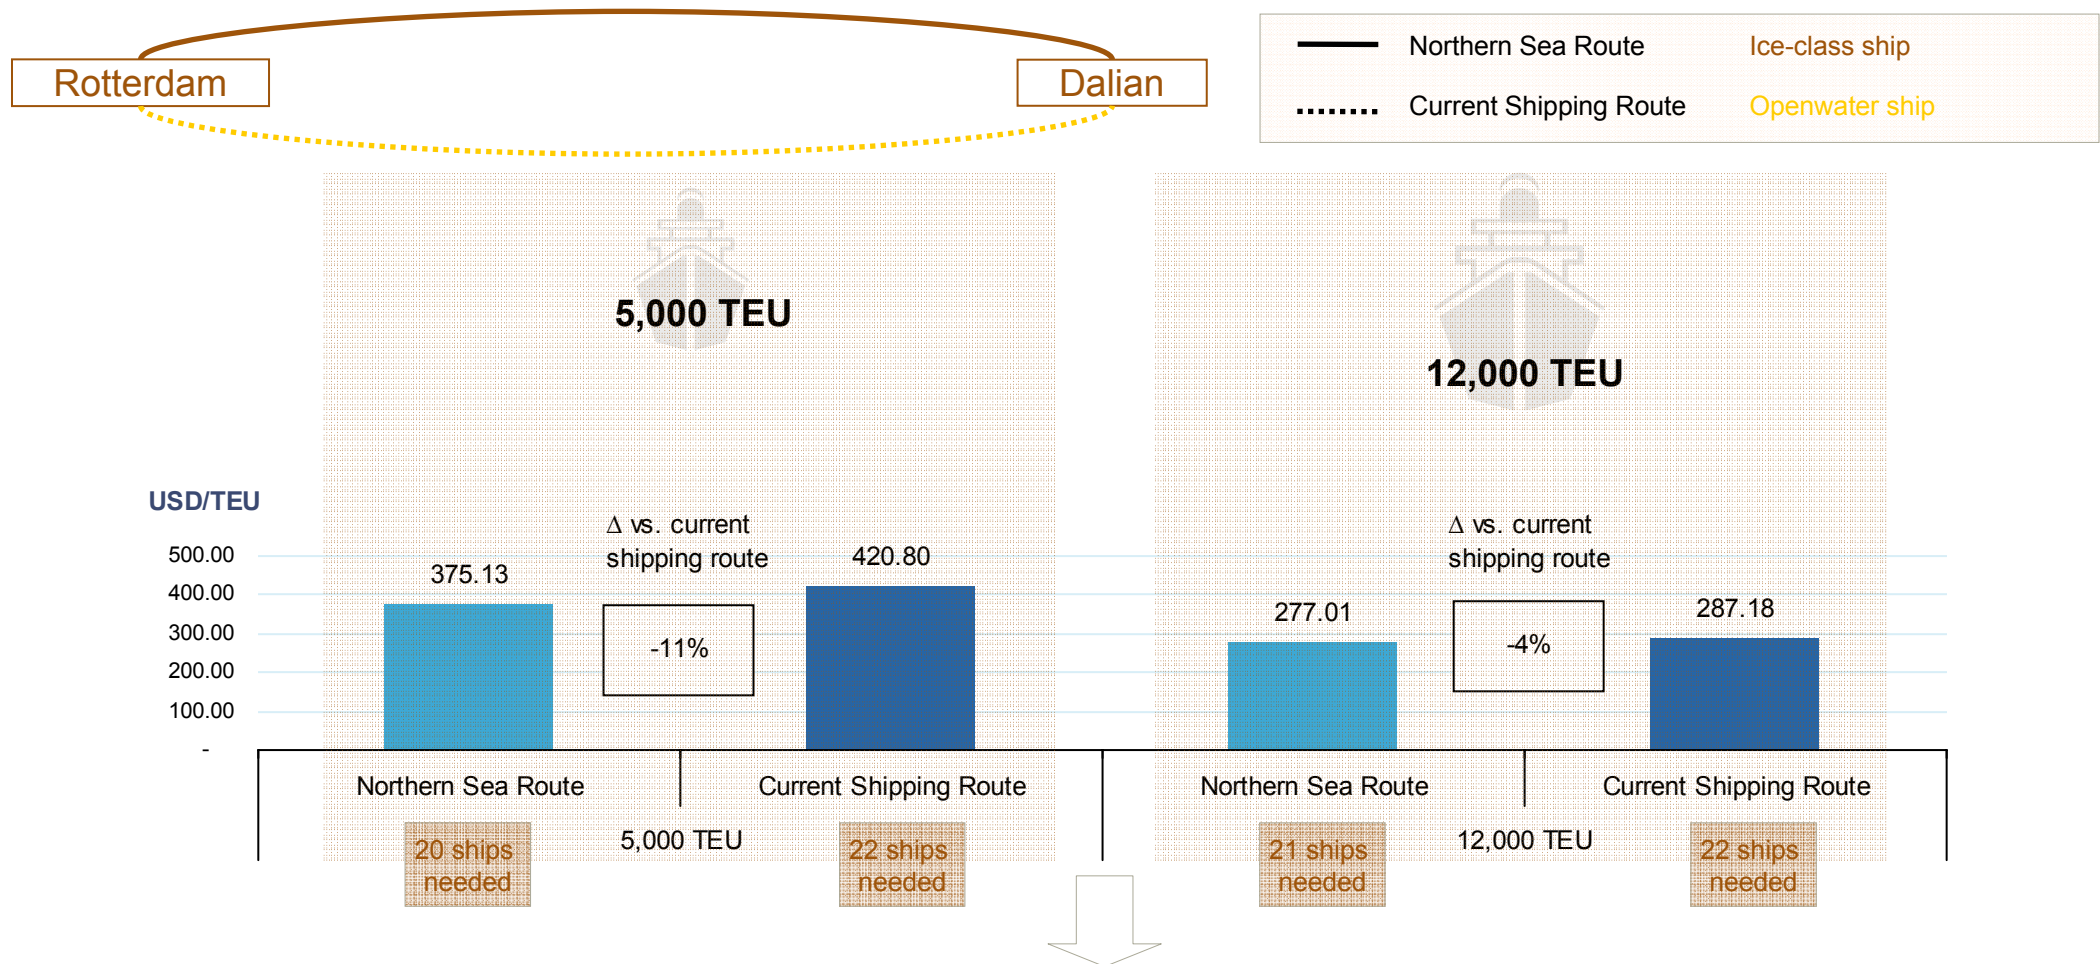 Rotterdam
Dalian
Northern Sea Route
Ice-class ship
Current Shipping Route
Openwater ship
5,000 TEU
12,000 TEU
USD/TEU
500.00
400.00
300.00
200.00
100.00
-
Δ vs. current
shipping route
375.13
420.80
-11%
Δ vs. current
shipping route
277.01
287.18
-4%
Northern Sea Route
Current Shipping Route
Northern Sea Route
Current Shipping Route
20 ships
needed
5,000 TEU
22 ships
needed
21 ships
needed
12,000 TEU
22 ships
needed